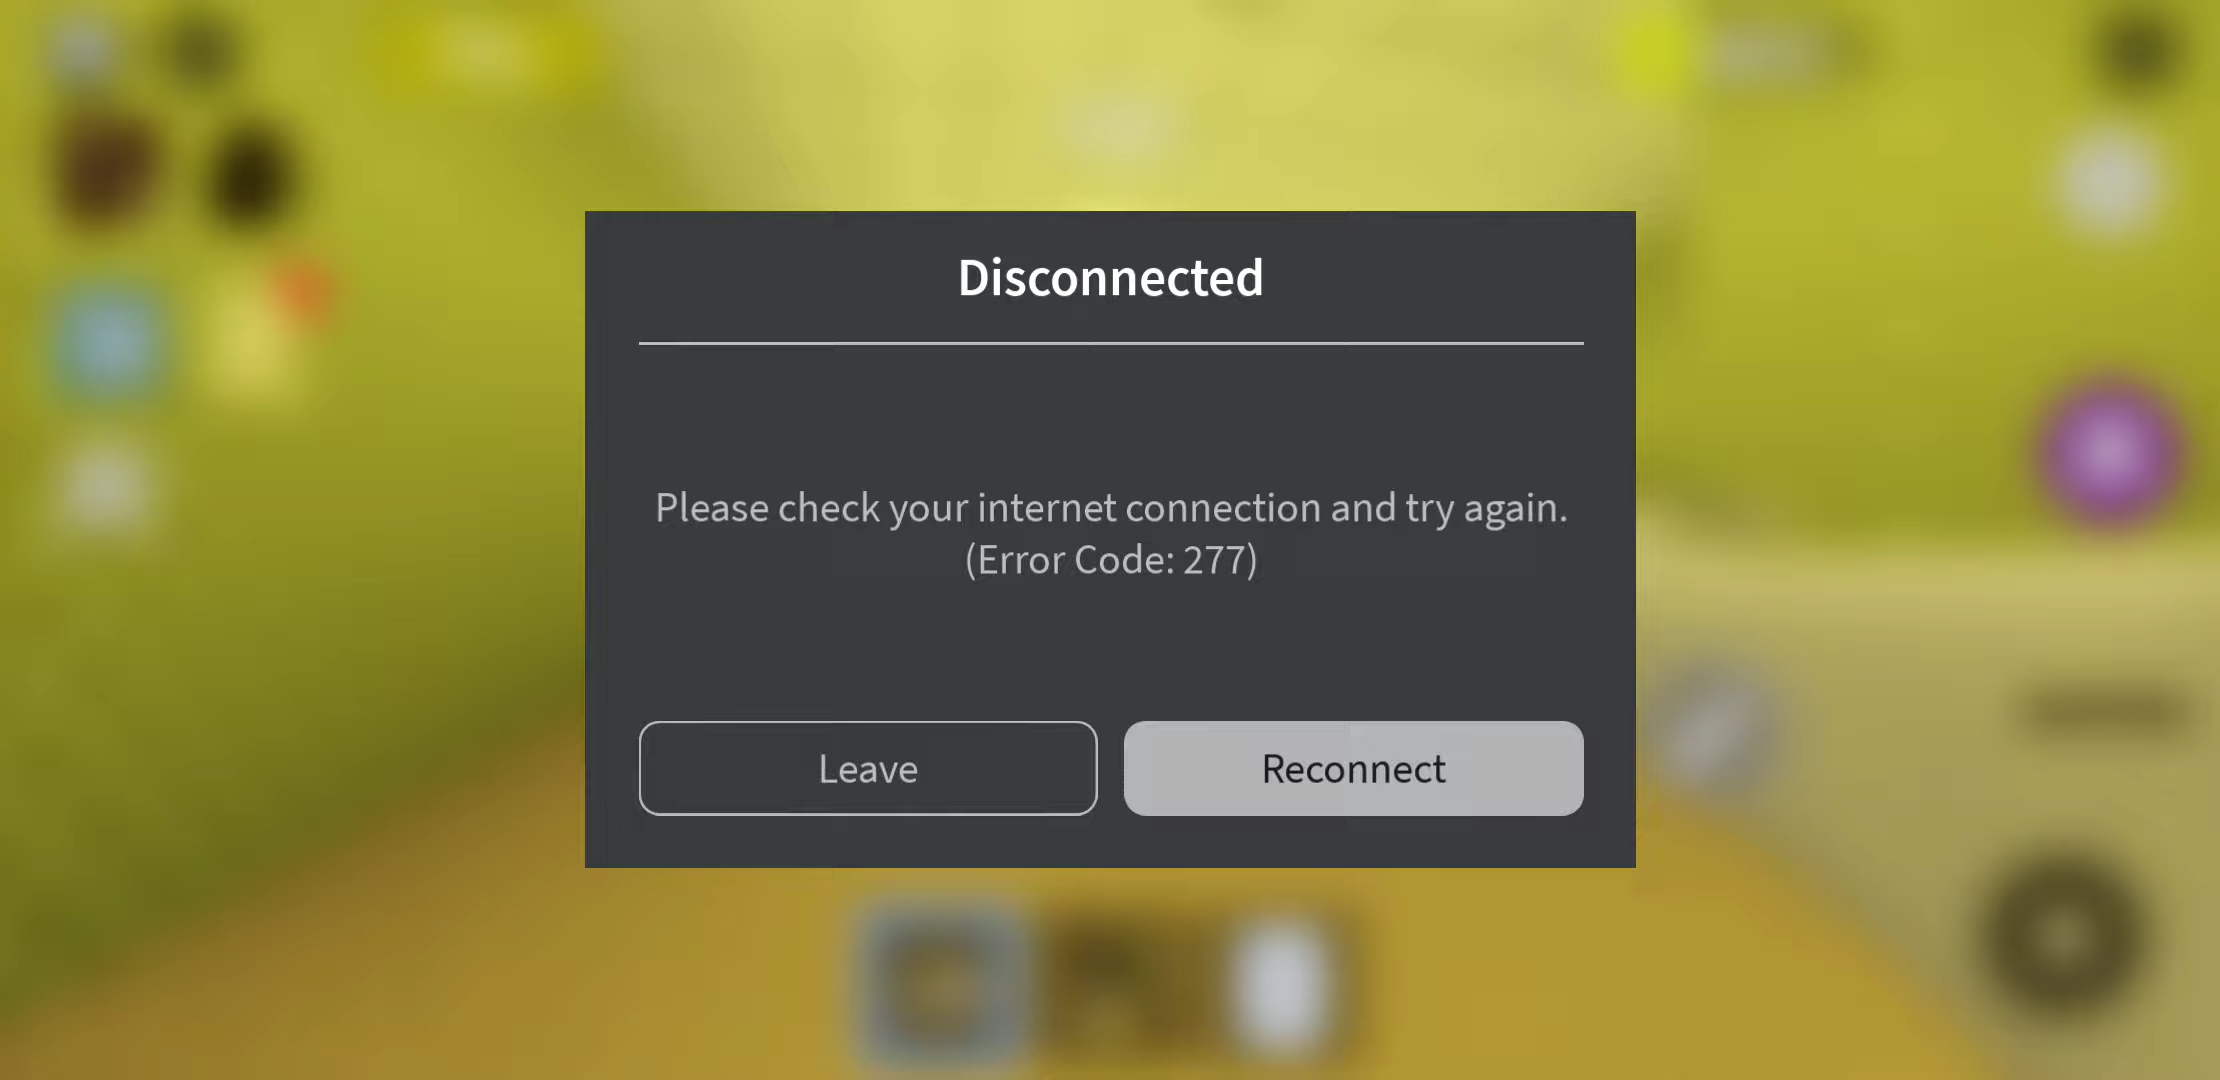 Disconnected
Please check your internet connection and try again.
(Error Code: 277)
Leave
Reconnect